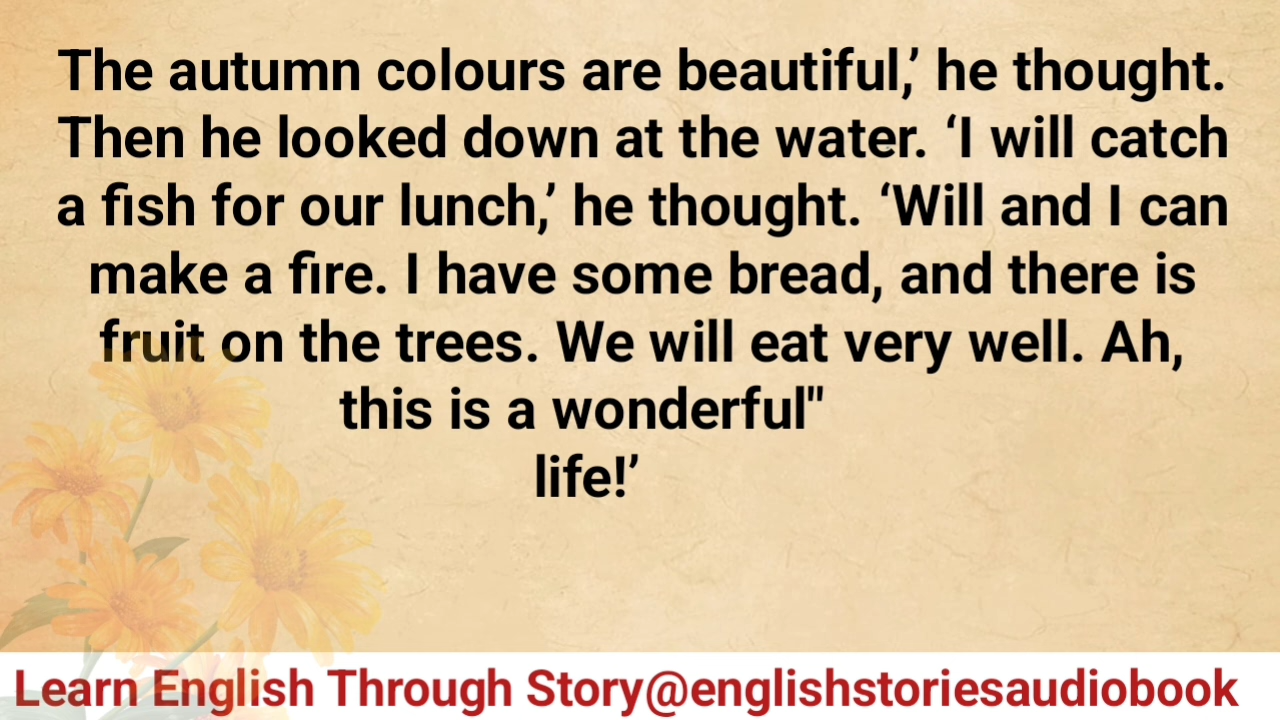 The autumn colours are beautiful,’ he thought.
Then he looked down at the water. ‘I will catch
a fish for our lunch,’ he thought. ‘Will and I can
make a fire. I have some bread, and there is
fruit on the trees. We will eat very well. Ah,
this is a wonderful"
life!’
Learn English Through Story@englishstoriesaudiobook